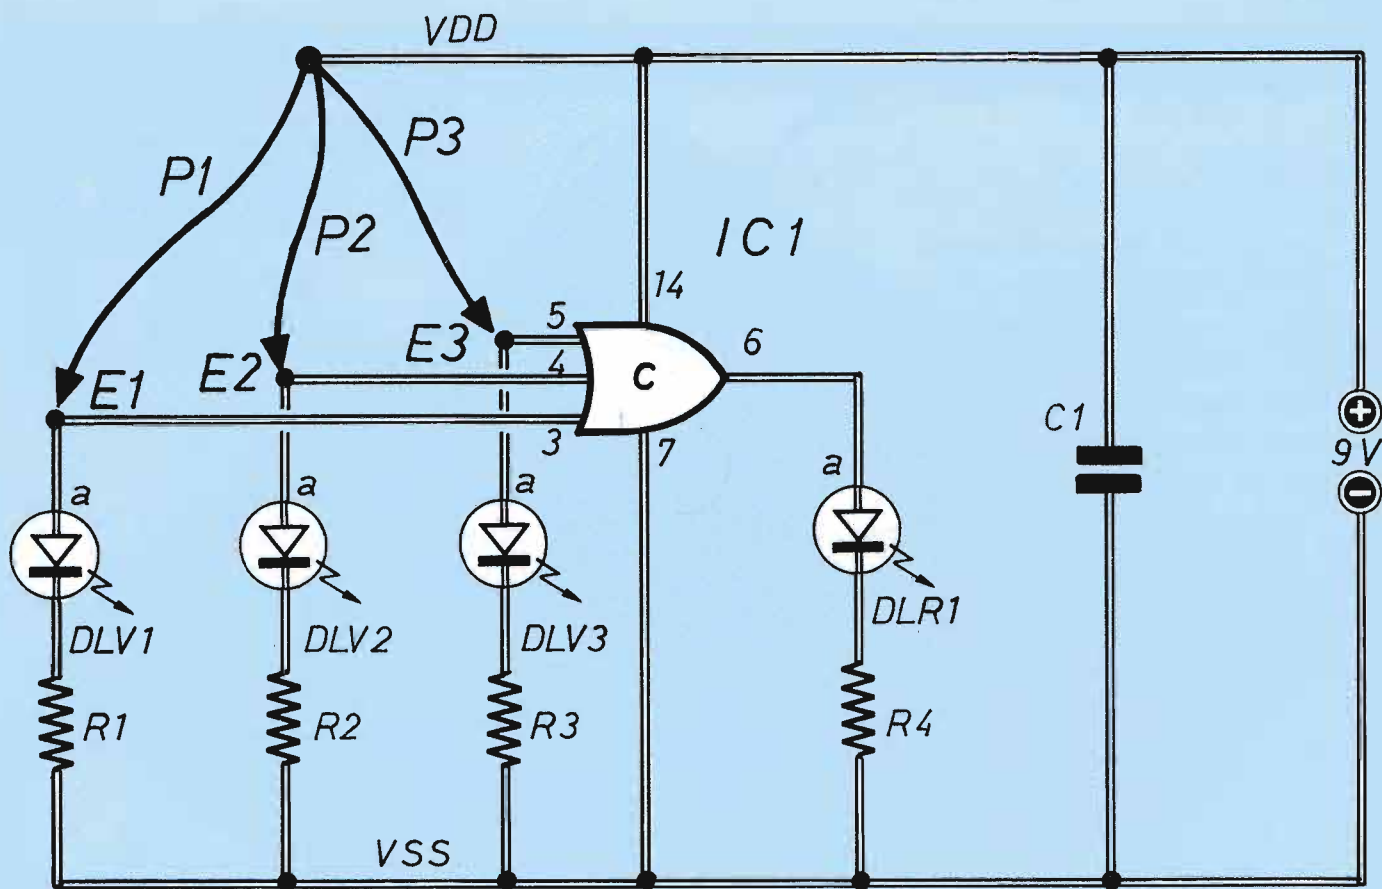 VDD
P1
P2
P3
IC1
14
5
E3
4
6
E2
C
E1
3
7
C1
+
9V
−
a
a
a
a
DLV1
DLV2
DLV3
DLR1
R1
R2
R3
R4
VSS